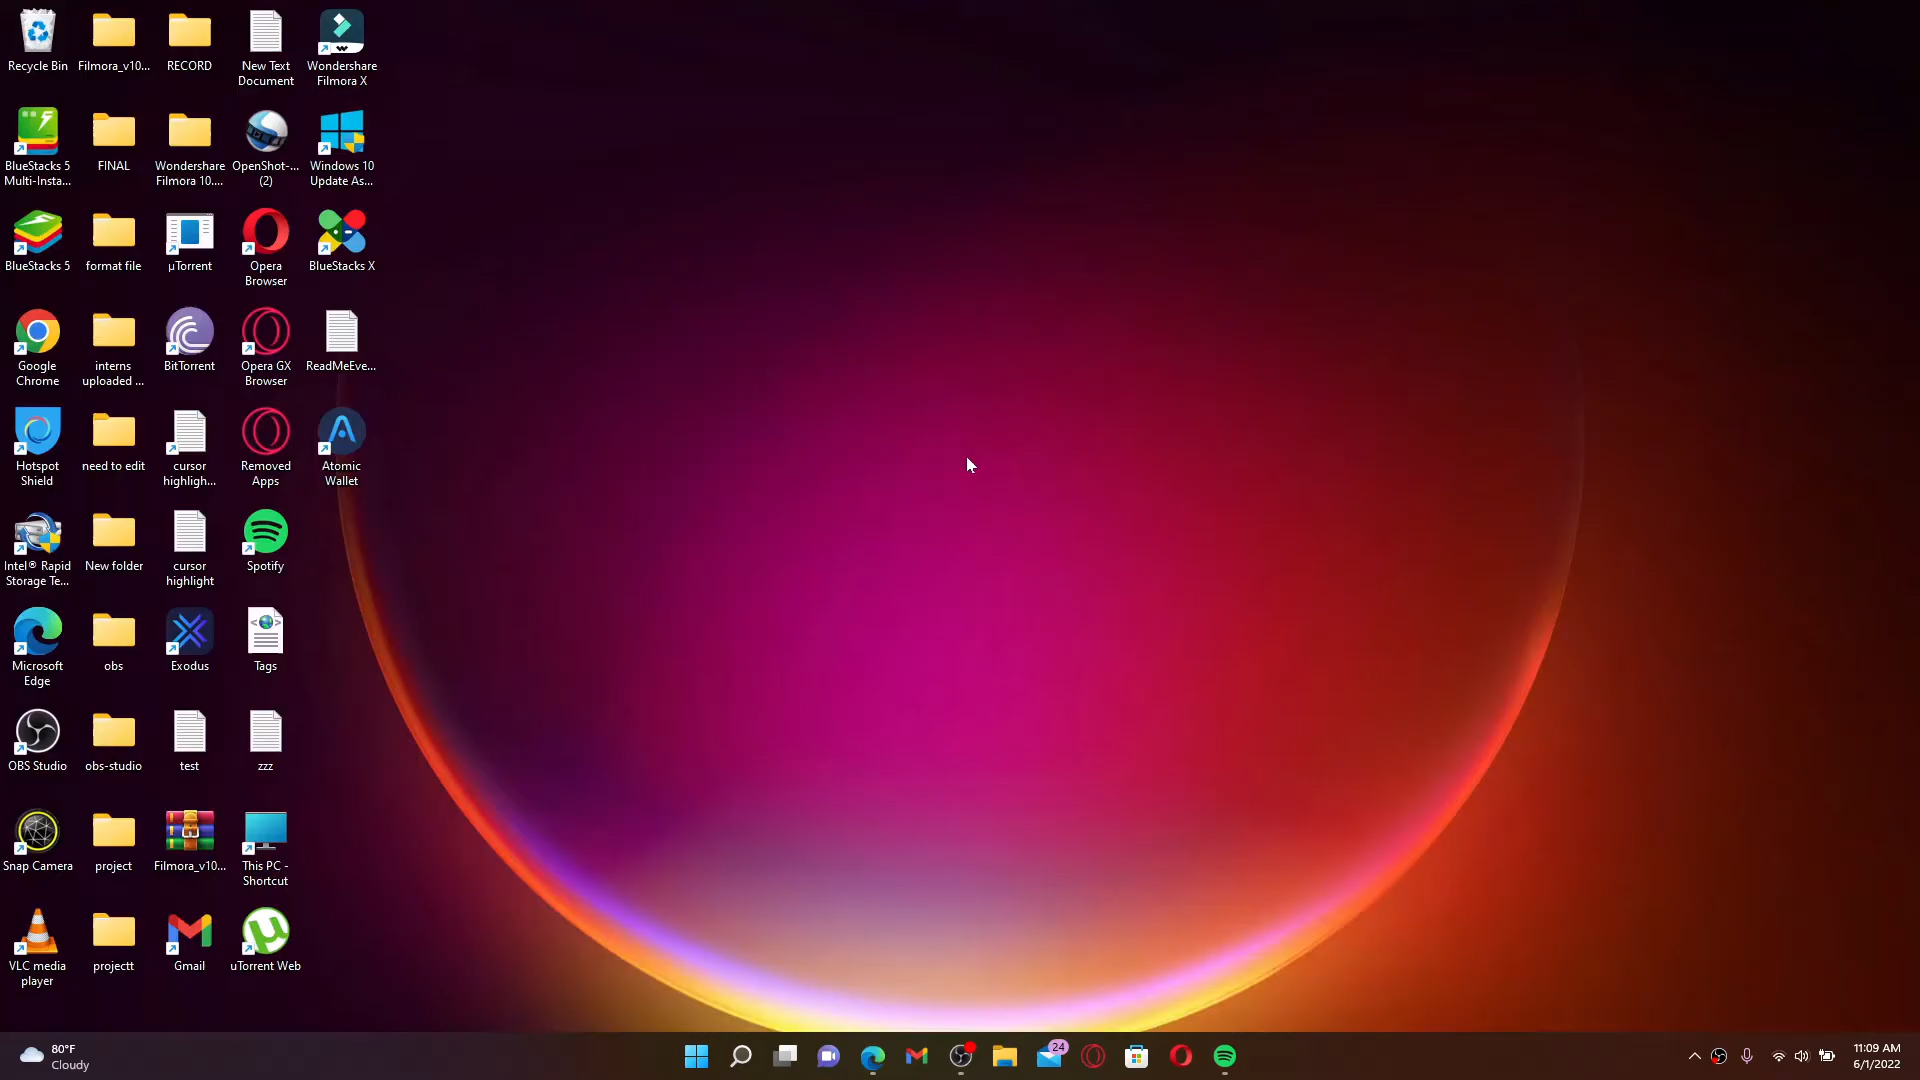 Recycle Bin
Filmora_v10...
RECORD
New Text
Document
Wondershare
Filmora X
BlueStacks 5
Multi-Insta...
FINAL
Wondershare
Filmora 10....
OpenShot-...
(2)
Windows 10
Update As...
BlueStacks 5
format file
µTorrent
Opera
Browser
BlueStacks X
Google
Chrome
interns
uploaded ...
BitTorrent
Opera GX
Browser
ReadMeEve...
Hotspot
Shield
need to edit
cursor
highligh...
Removed
Apps
Atomic
Wallet
Intel® Rapid
Storage Te...
New folder
cursor
highlight
Spotify
Microsoft
Edge
obs
Exodus
Tags
OBS Studio
obs-studio
test
zzz
Snap Camera
project
Filmora_v10...
This PC -
Shortcut
VLC media
player
projectt
Gmail
uTorrent Web
80°F
Cloudy
24
11:09 AM
6/1/2022